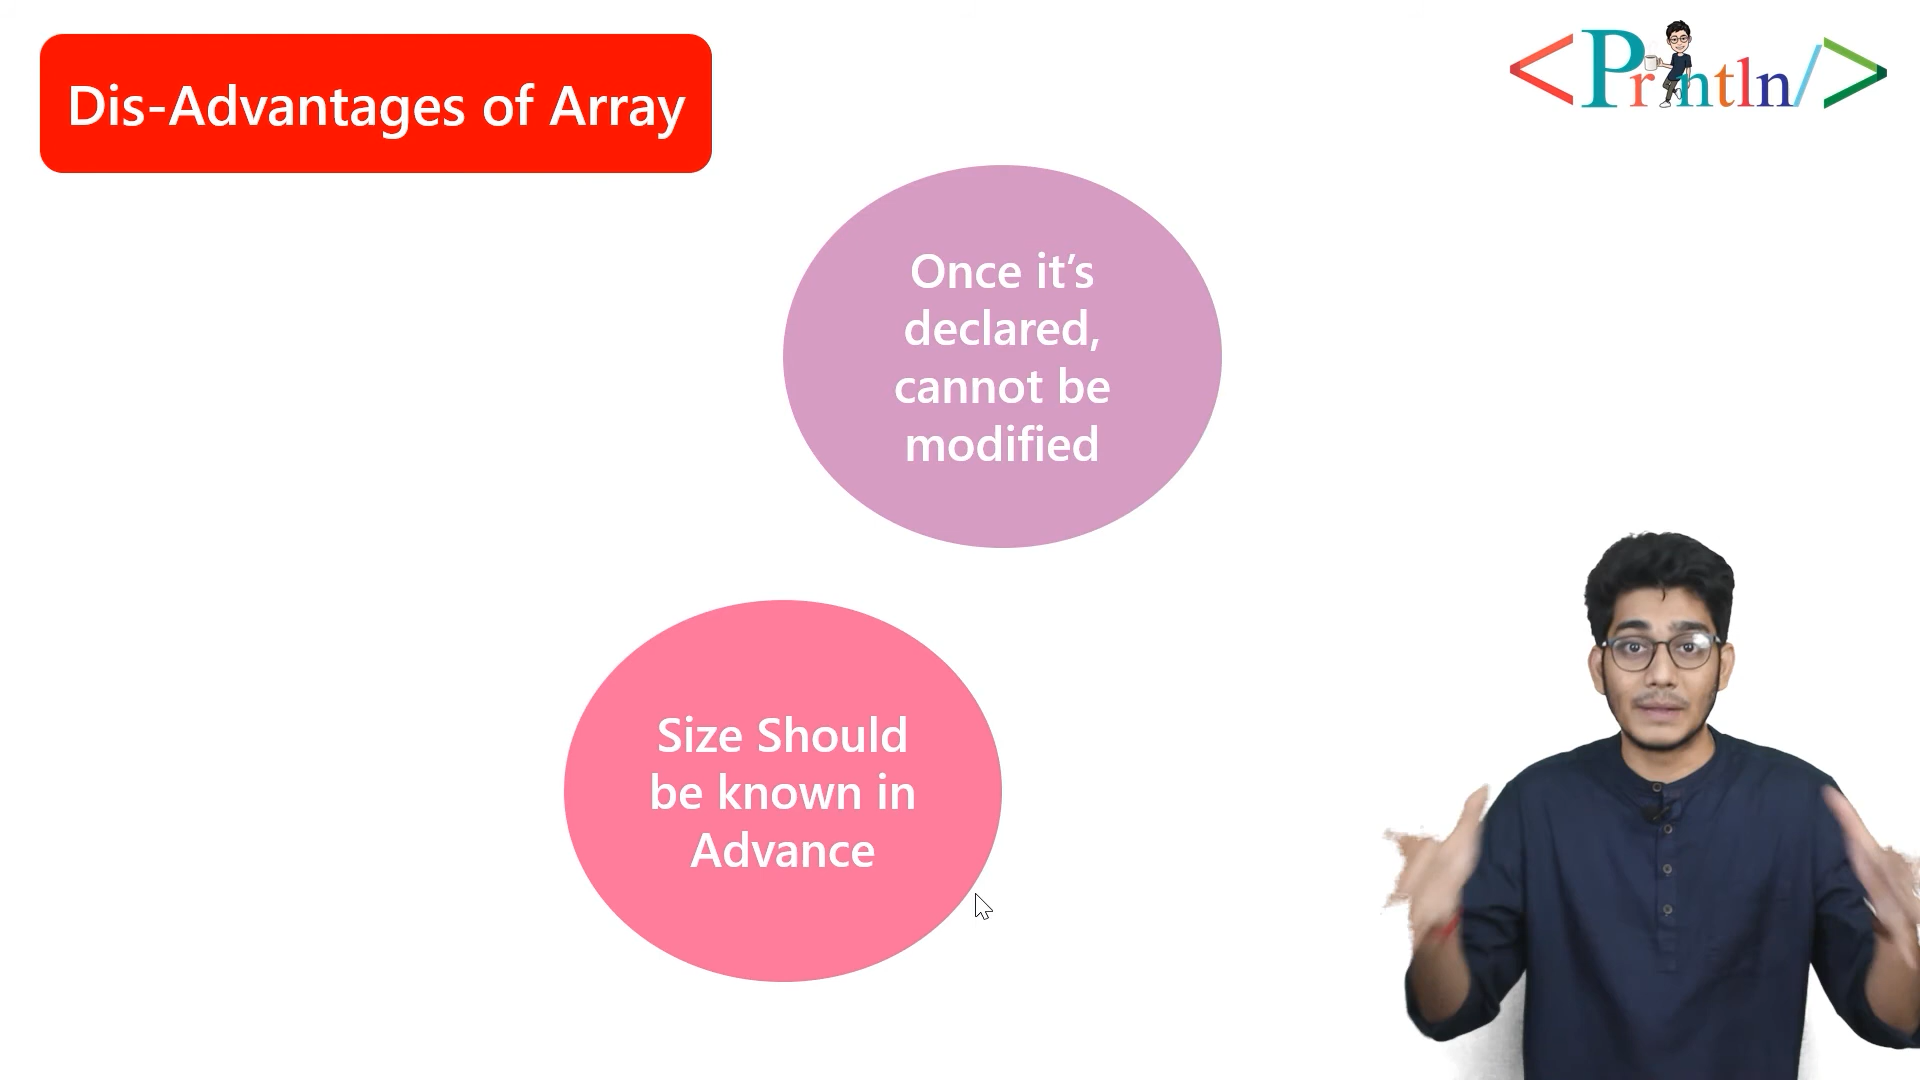 Dis-Advantages of Array
<Println/>
Once it’s
declared,
cannot be
modified
Size Should
be known in
Advance